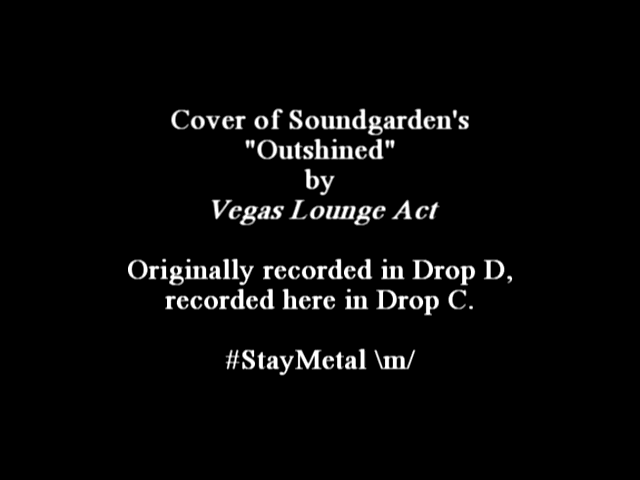 Cover of Soundgarden's
"Outshined"
by
Vegas Lounge Act
Originally recorded in Drop D,
recorded here in Drop C.
#StayMetal \m/